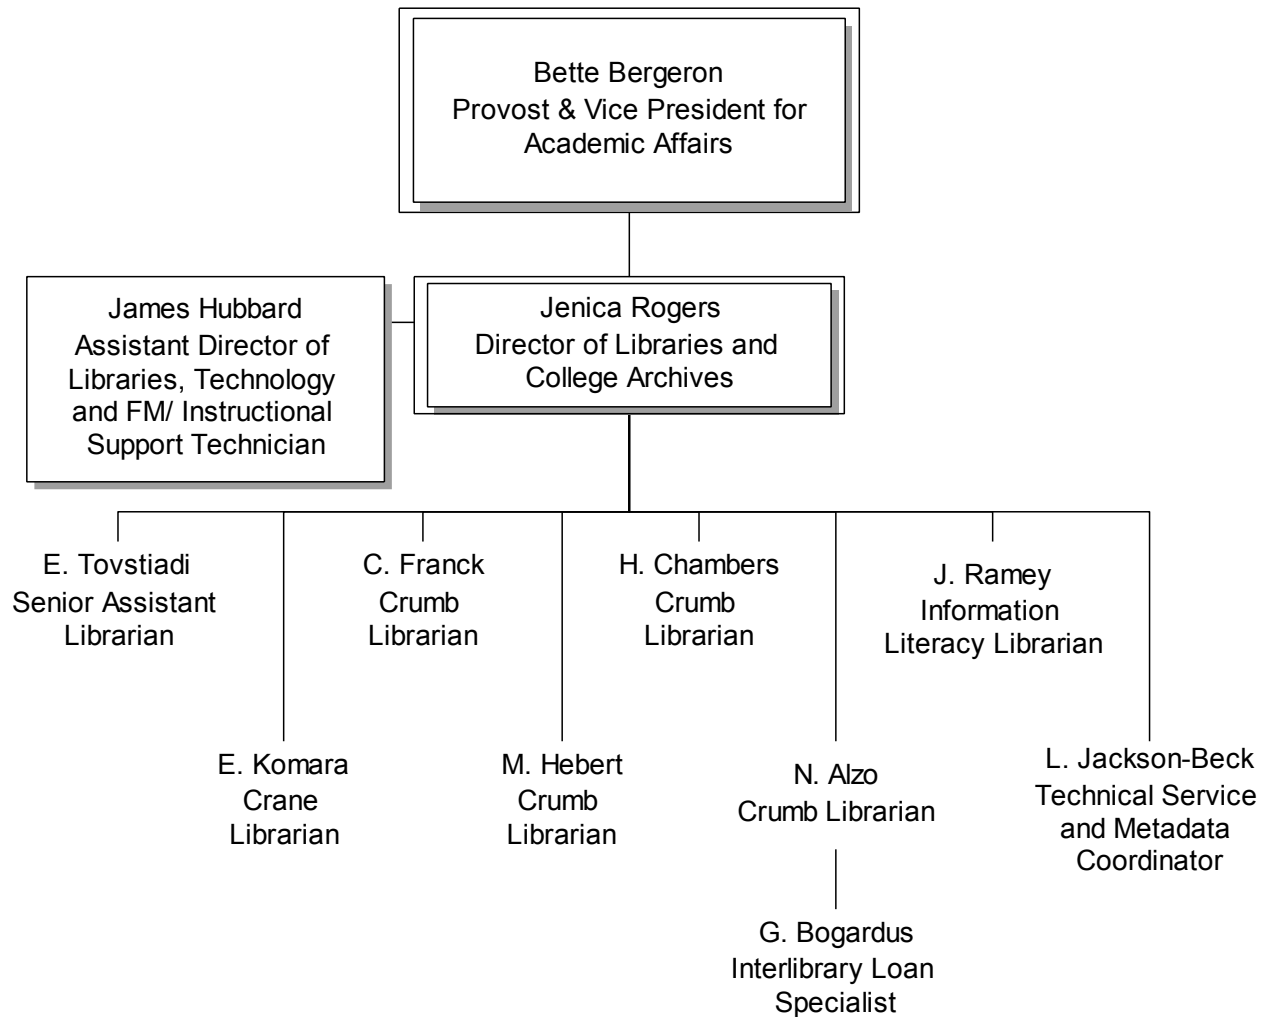 Bette Bergeron
Provost & Vice President for
Academic Affairs
James Hubbard
Assistant Director of
Libraries, Technology
and FM/ Instructional
Support Technician
Jenica Rogers
Director of Libraries and
College Archives
E. Tovstiadi
Senior Assistant
Librarian
C. Franck
Crumb
Librarian
H. Chambers
Crumb
Librarian
J. Ramey
Information
Literacy Librarian
E. Komara
Crane
Librarian
M. Hebert
Crumb
Librarian
N. Alzo
Crumb Librarian
L. Jackson-Beck
Technical Service
and Metadata
Coordinator
G. Bogardus
Interlibrary Loan
Specialist